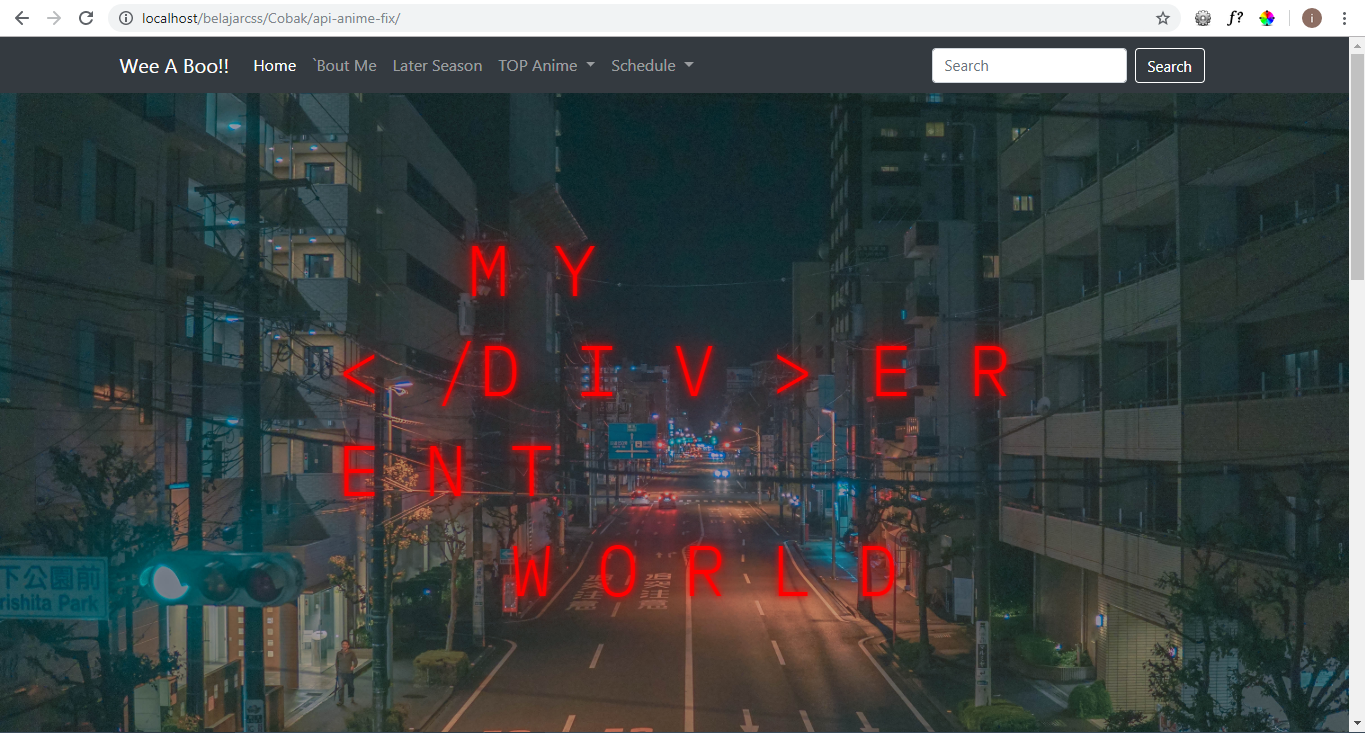 localhost/belajarcss/Cobak/api-anime-fix/
i
Wee A Boo!! Home `Bout Me Later Season TOP Anime Schedule Search Search
M Y
< / D I V > E R
E N T
W O R L D
下公園前
rishita Park